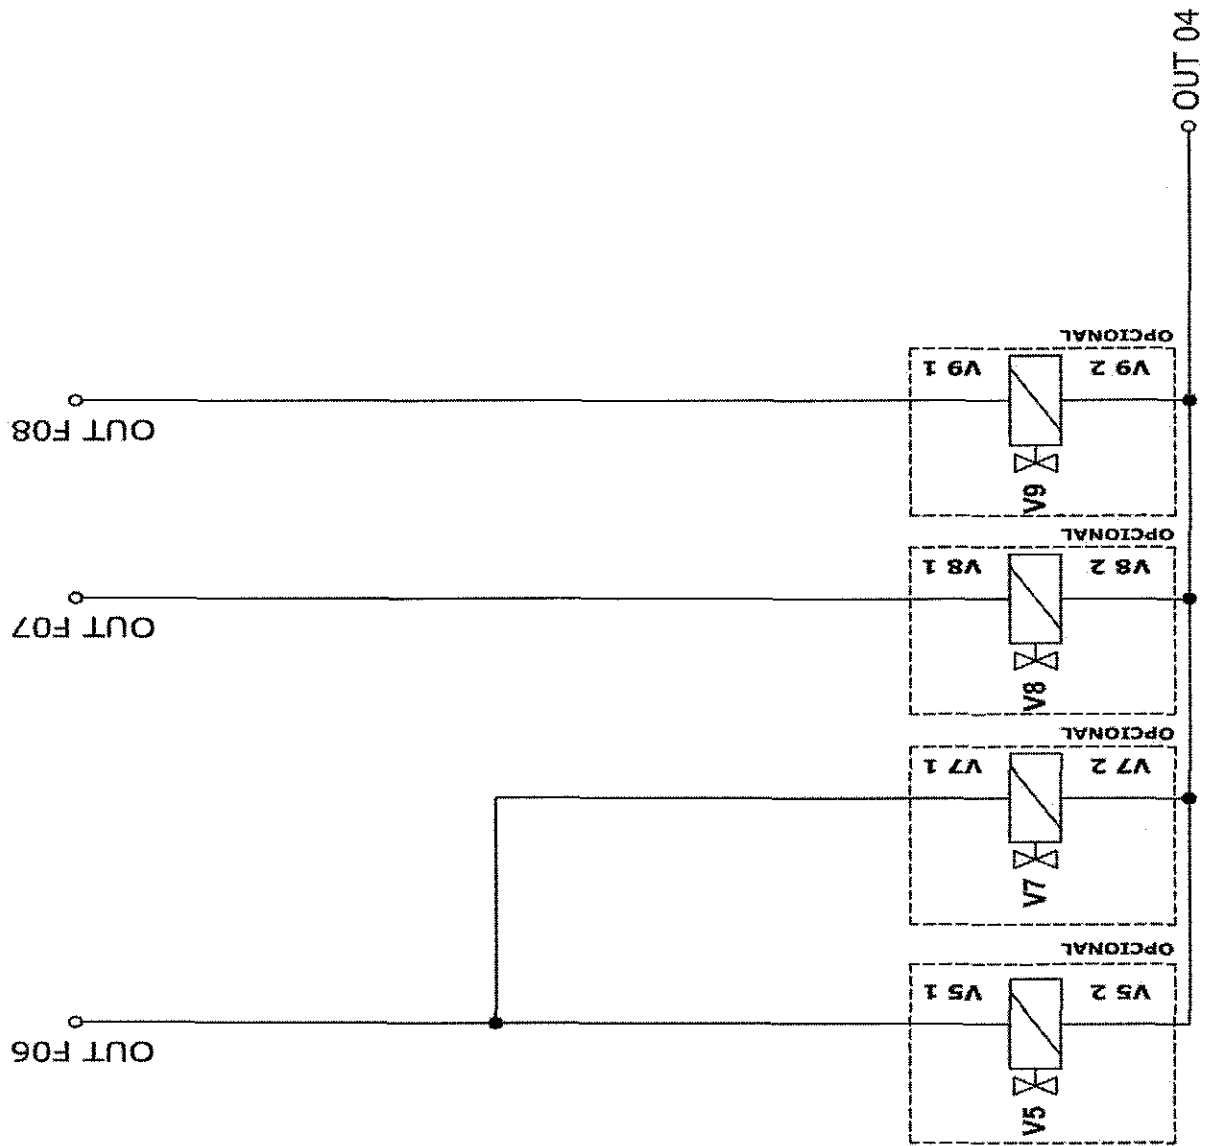 OUT 04
OPCIONAL
V9 1
V9 2
V9
OUT F08
OPCIONAL
V8 1
V8 2
V8
OUT F07
OPCIONAL
V7 1
V7 2
V7
OPCIONAL
V5 1
V5 2
V5
OUT F06